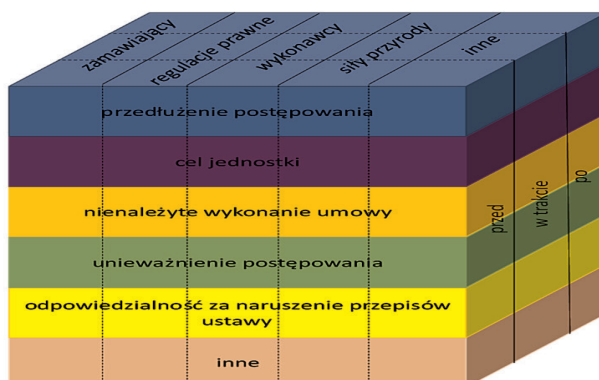 zamawiający
regulacje prawne
wykonawcy
siły przyrody
inne
przedłużenie postępowania
cel jednostki
nienależyte wykonanie umowy
unieważnienie postępowania
odpowiedzialność za naruszenie przepisów
ustawy
inne
przed
w trakcie
po